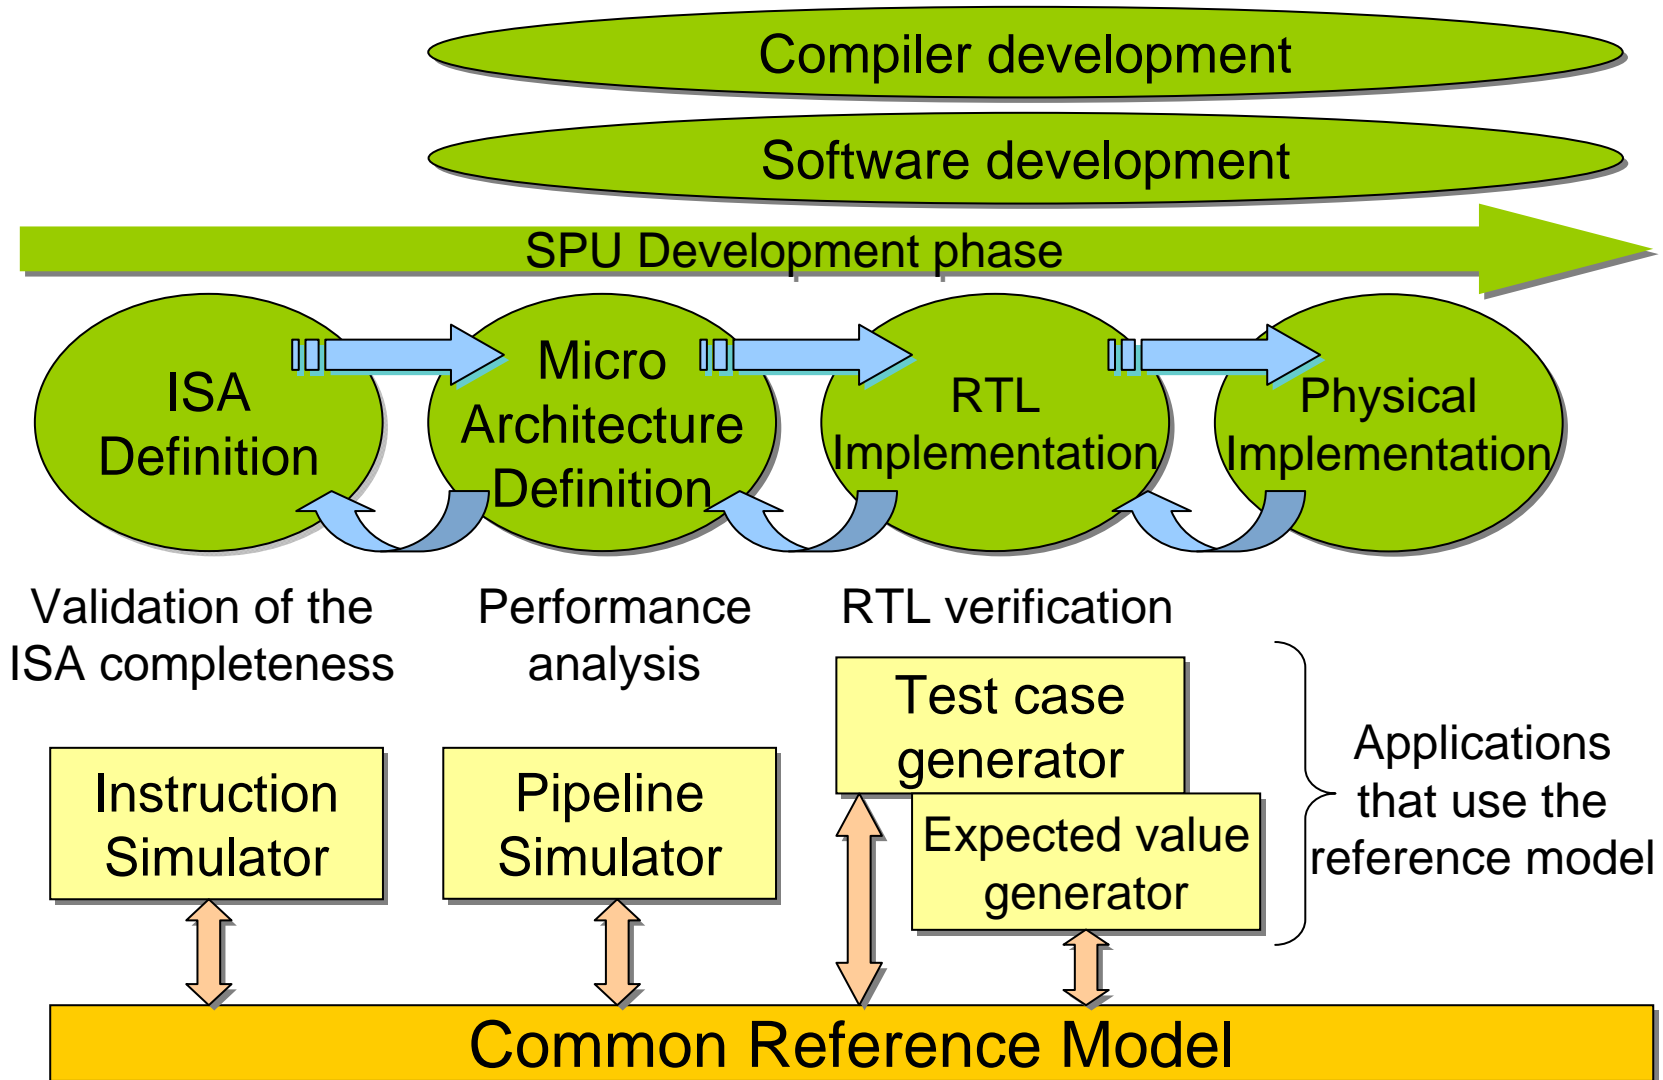 Compiler development
Software development
SPU Development phase
ISA
Definition
Micro
Architecture
Definition
RTL
Implementation
Physical
Implementation
Validation of the
ISA completeness
Performance
analysis
RTL verification
Instruction
Simulator
Pipeline
Simulator
Test case
generator
Expected value
generator
Applications
that use the
reference model
Common Reference Model